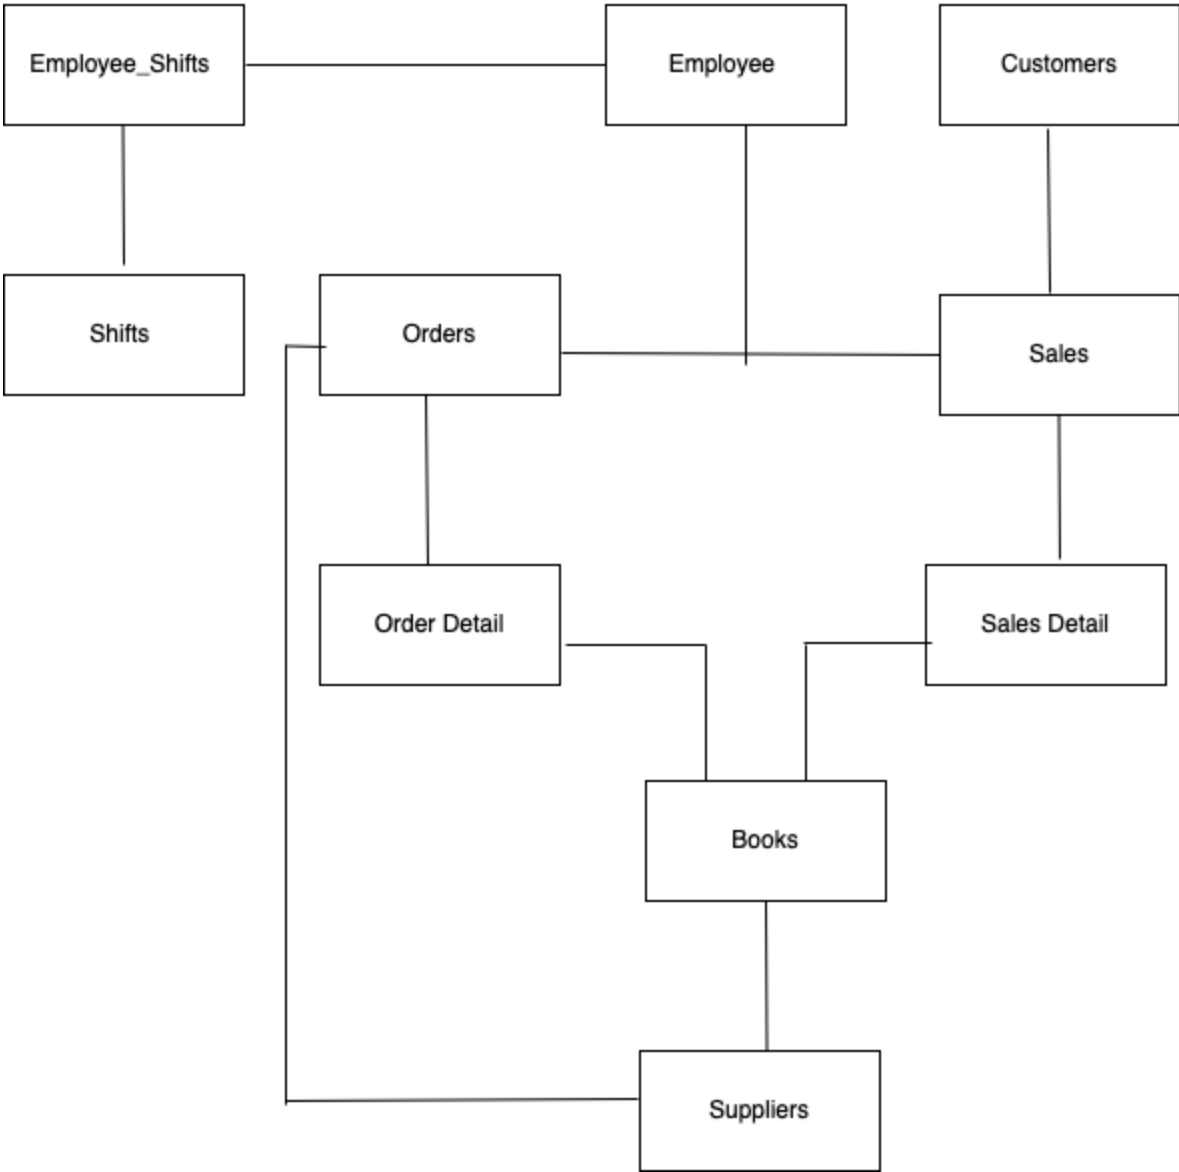 Employee_Shifts
Employee
Customers
Shifts
Orders
Sales
Order Detail
Sales Detail
Books
Suppliers